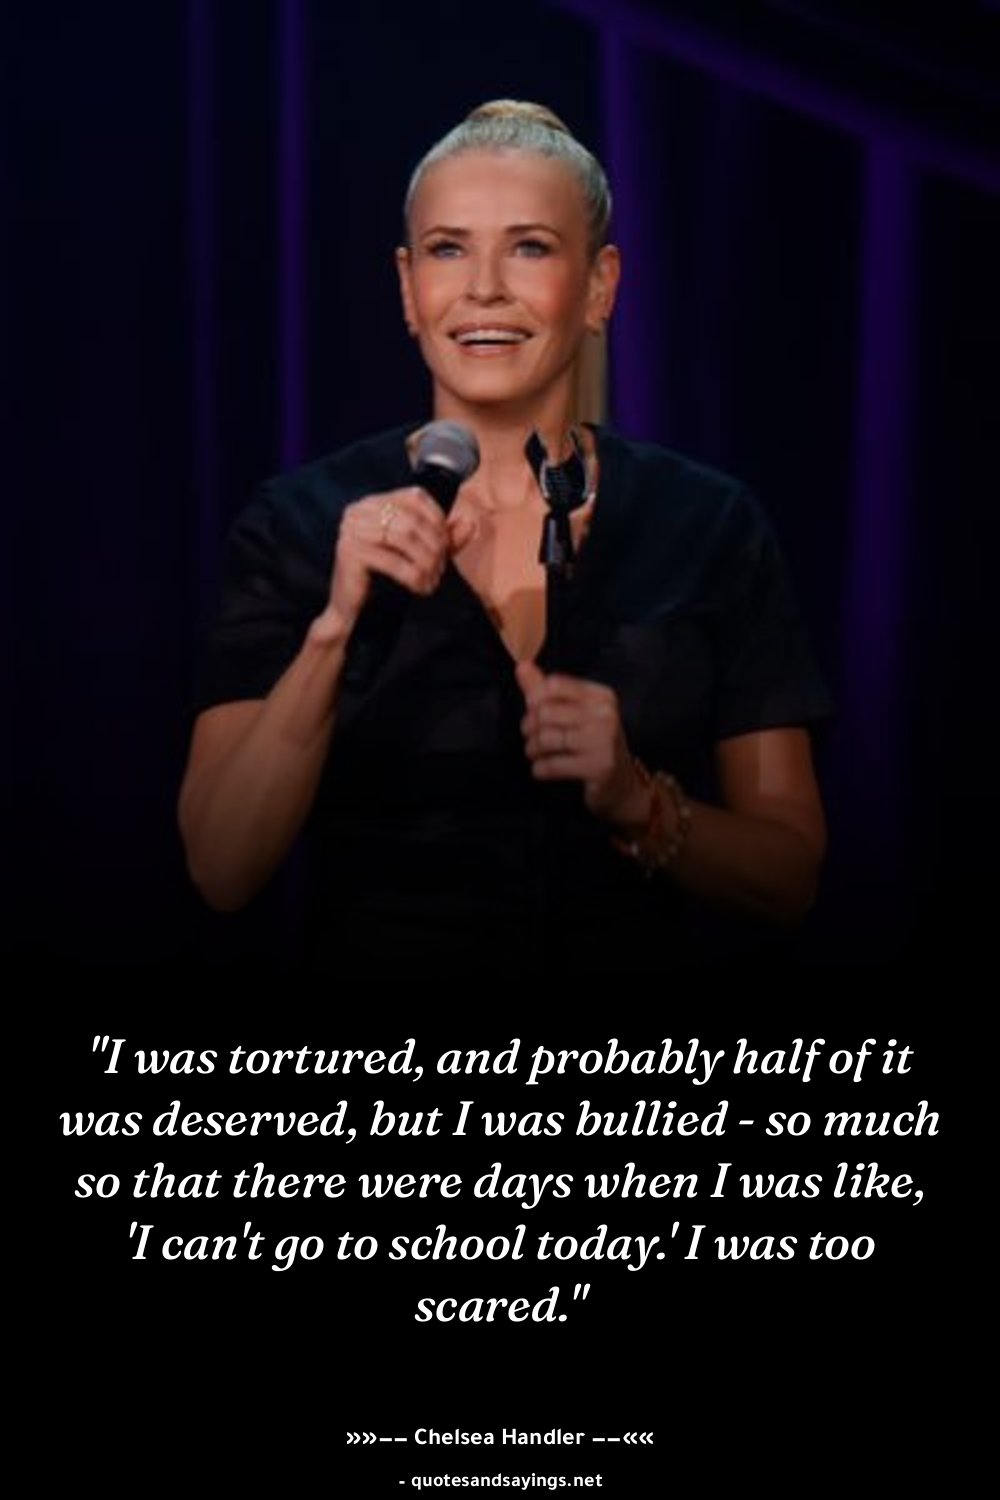 "I was tortured, and probably half of it
was deserved, but I was bullied - so much
so that there were days when I was like,
'I can't go to school today.' I was too
scared."
»»–– Chelsea Handler ––««
- quotesandsayings.net